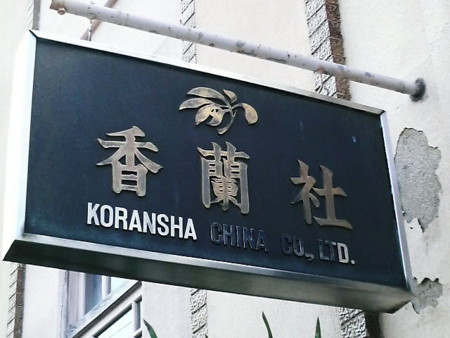 香蘭社
KORANSHA CHINA CO., LTD.